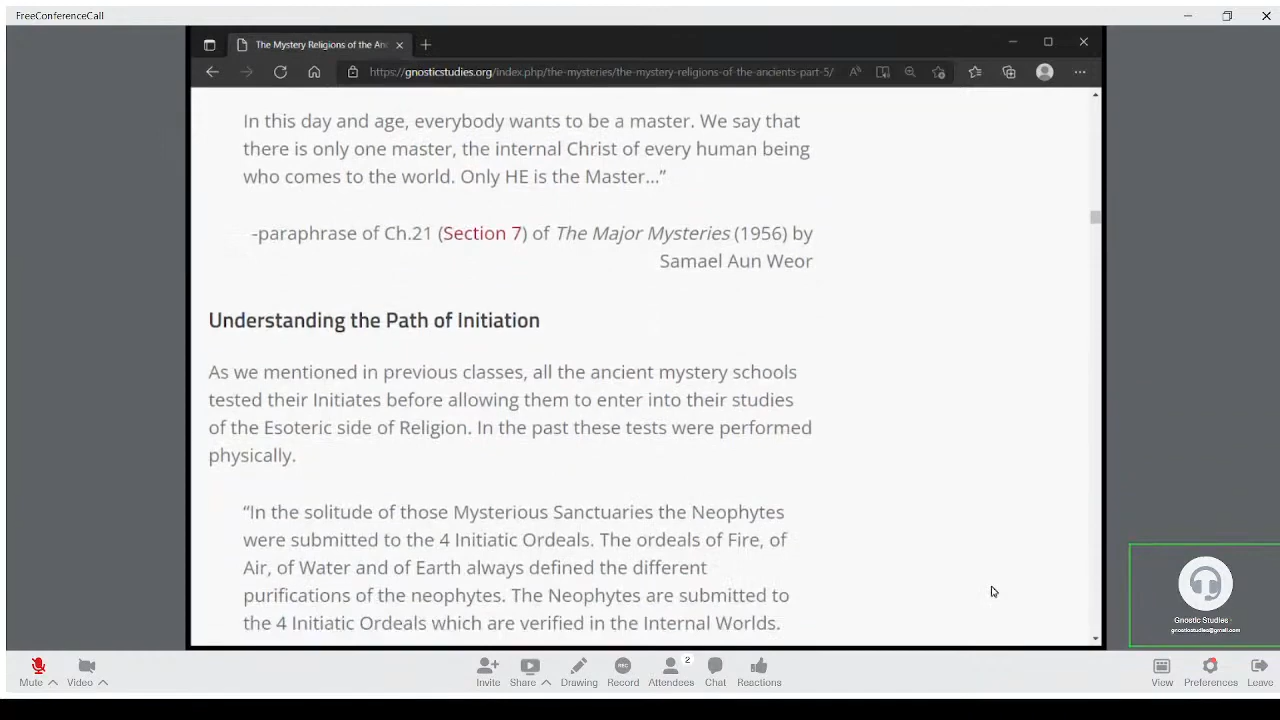 FreeConferenceCall
The Mystery Religions of the An
https://gnosticstudies.org/index.php/the-mysteries/the-mystery-religions-of-the-ancients-part-5/
In this day and age, everybody wants to be a master. We say that
there is only one master, the internal Christ of every human being
who comes to the world. Only HE is the Master…”
-paraphrase of Ch.21 (Section 7) of The Major Mysteries (1956) by
Samael Aun Weor
Understanding the Path of Initiation
As we mentioned in previous classes, all the ancient mystery schools
tested their Initiates before allowing them to enter into their studies
of the Esoteric side of Religion. In the past these tests were performed
physically.
“In the solitude of those Mysterious Sanctuaries the Neophytes
were submitted to the 4 Initiatic Ordeals. The ordeals of Fire, of
Air, of Water and of Earth always defined the different
purifications of the neophytes. The Neophytes are submitted to
the 4 Initiatic Ordeals which are verified in the Internal Worlds.
Gnostic Studies -
gnosticstudies@gmail.com
Mute
Video
Invite
Share
Drawing
REC
Record
2
Attendees
Chat
Reactions
View
Preferences
Leave